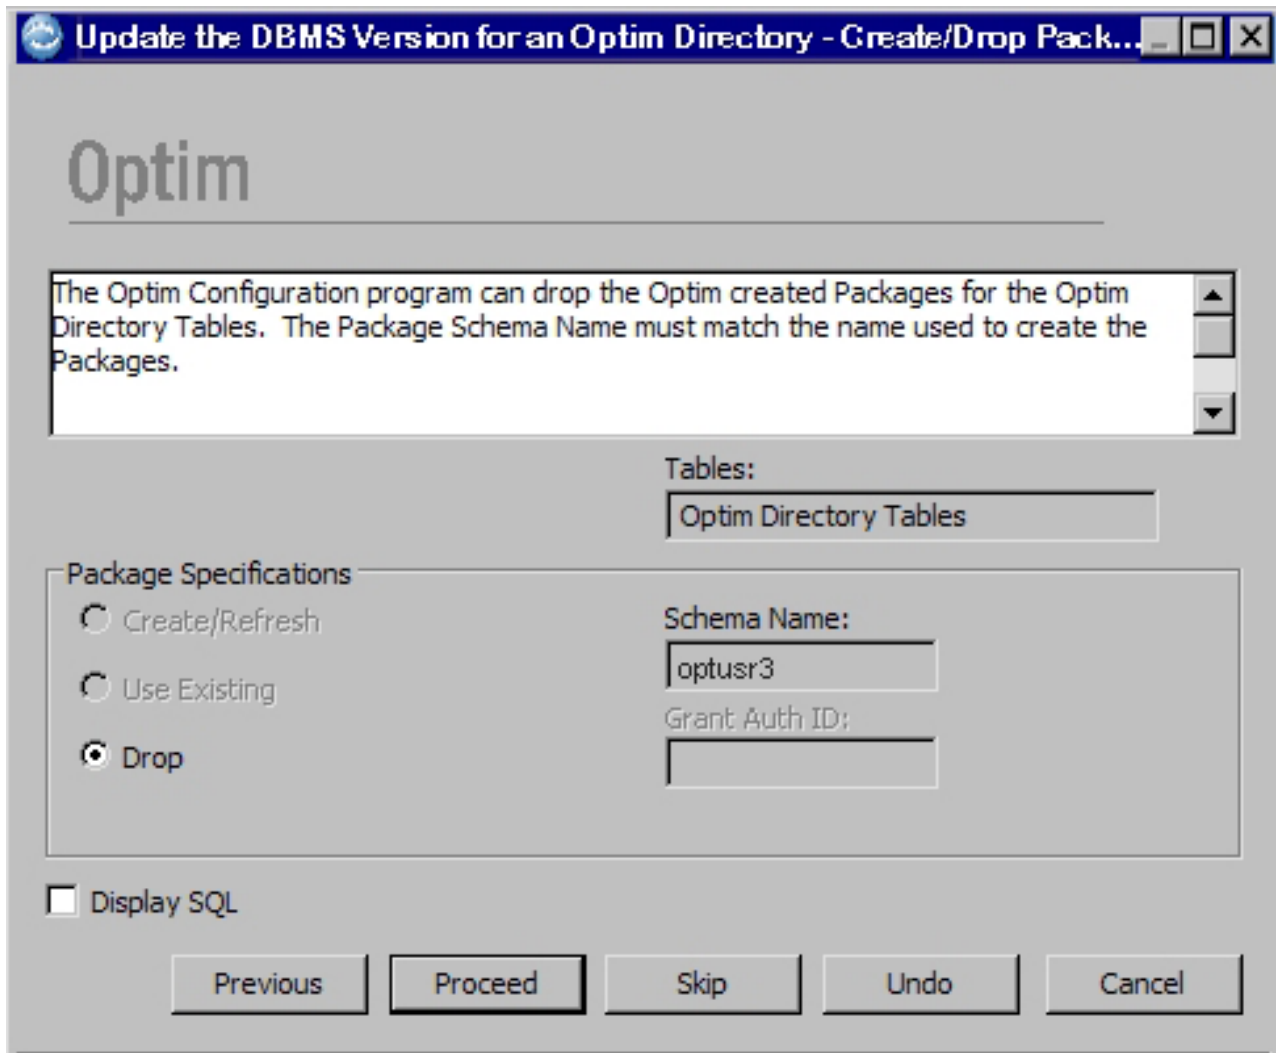 Update the DBMS Version for an Optim Directory - Create/Drop Pack...
Optim
The Optim Configuration program can drop the Optim created Packages for the Optim
Directory Tables.  The Package Schema Name must match the name used to create the
Packages.
Tables:
Optim Directory Tables
Package Specifications
Create/Refresh
Schema Name:
optusr3
Use Existing
Grant Auth ID:
Drop
Display SQL
Previous Proceed Skip Undo Cancel